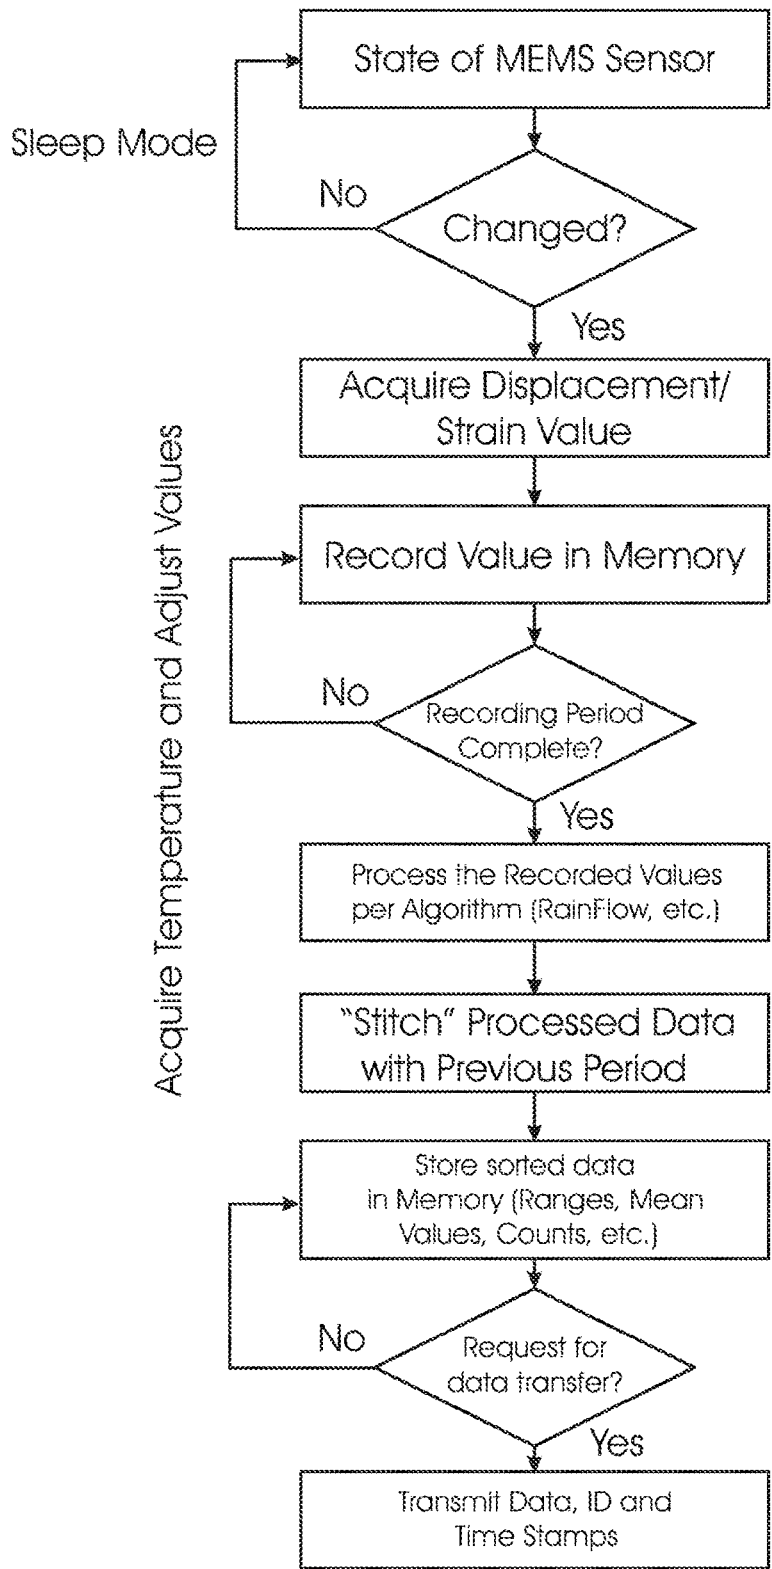 State of MEMS Sensor
Sleep Mode
No
Changed?
Yes
Acquire Displacement/
Strain Value
Acquire Temperature and Adjust Values
Record Value in Memory
No
Recording Period
Complete?
Yes
Process the Recorded Values
per Algorithm (RainFlow, etc.)
"Stitch" Processed Data
with Previous Period
Store sorted data
in Memory (Ranges, Mean
Values, Counts, etc.)
No
Request for
data transfer?
Yes
Transmit Data, ID and
Time Stamps